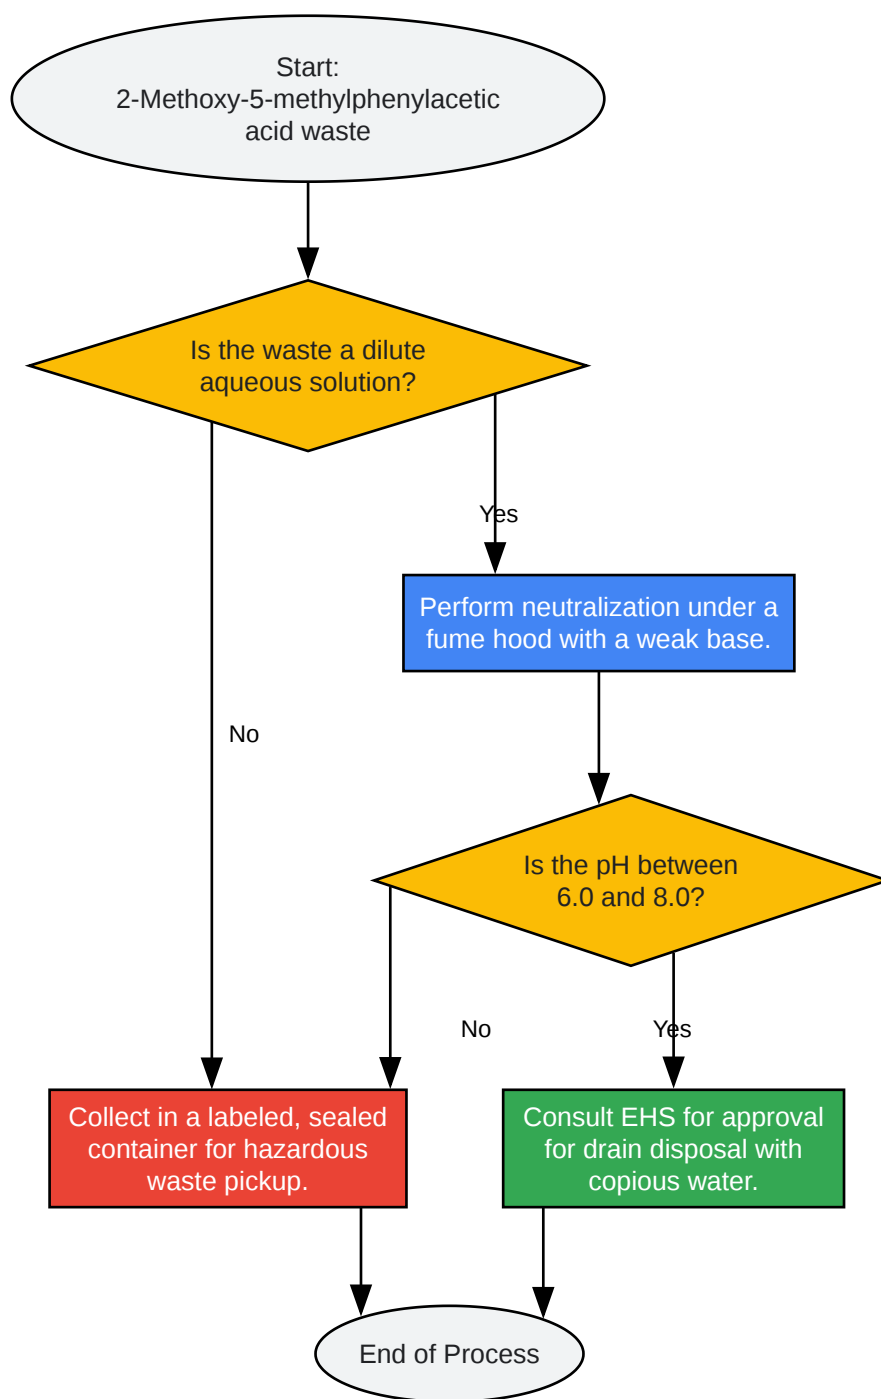 Start:
2-Methoxy-5-methylphenylacetic
acid waste
Is the waste a dilute
aqueous solution?
Yes
Perform neutralization under a
fume hood with a weak base.
No
Is the pH between
6.0 and 8.0?
No
Yes
Collect in a labeled, sealed
container for hazardous
waste pickup.
Consult EHS for approval
for drain disposal with
copious water.
End of Process